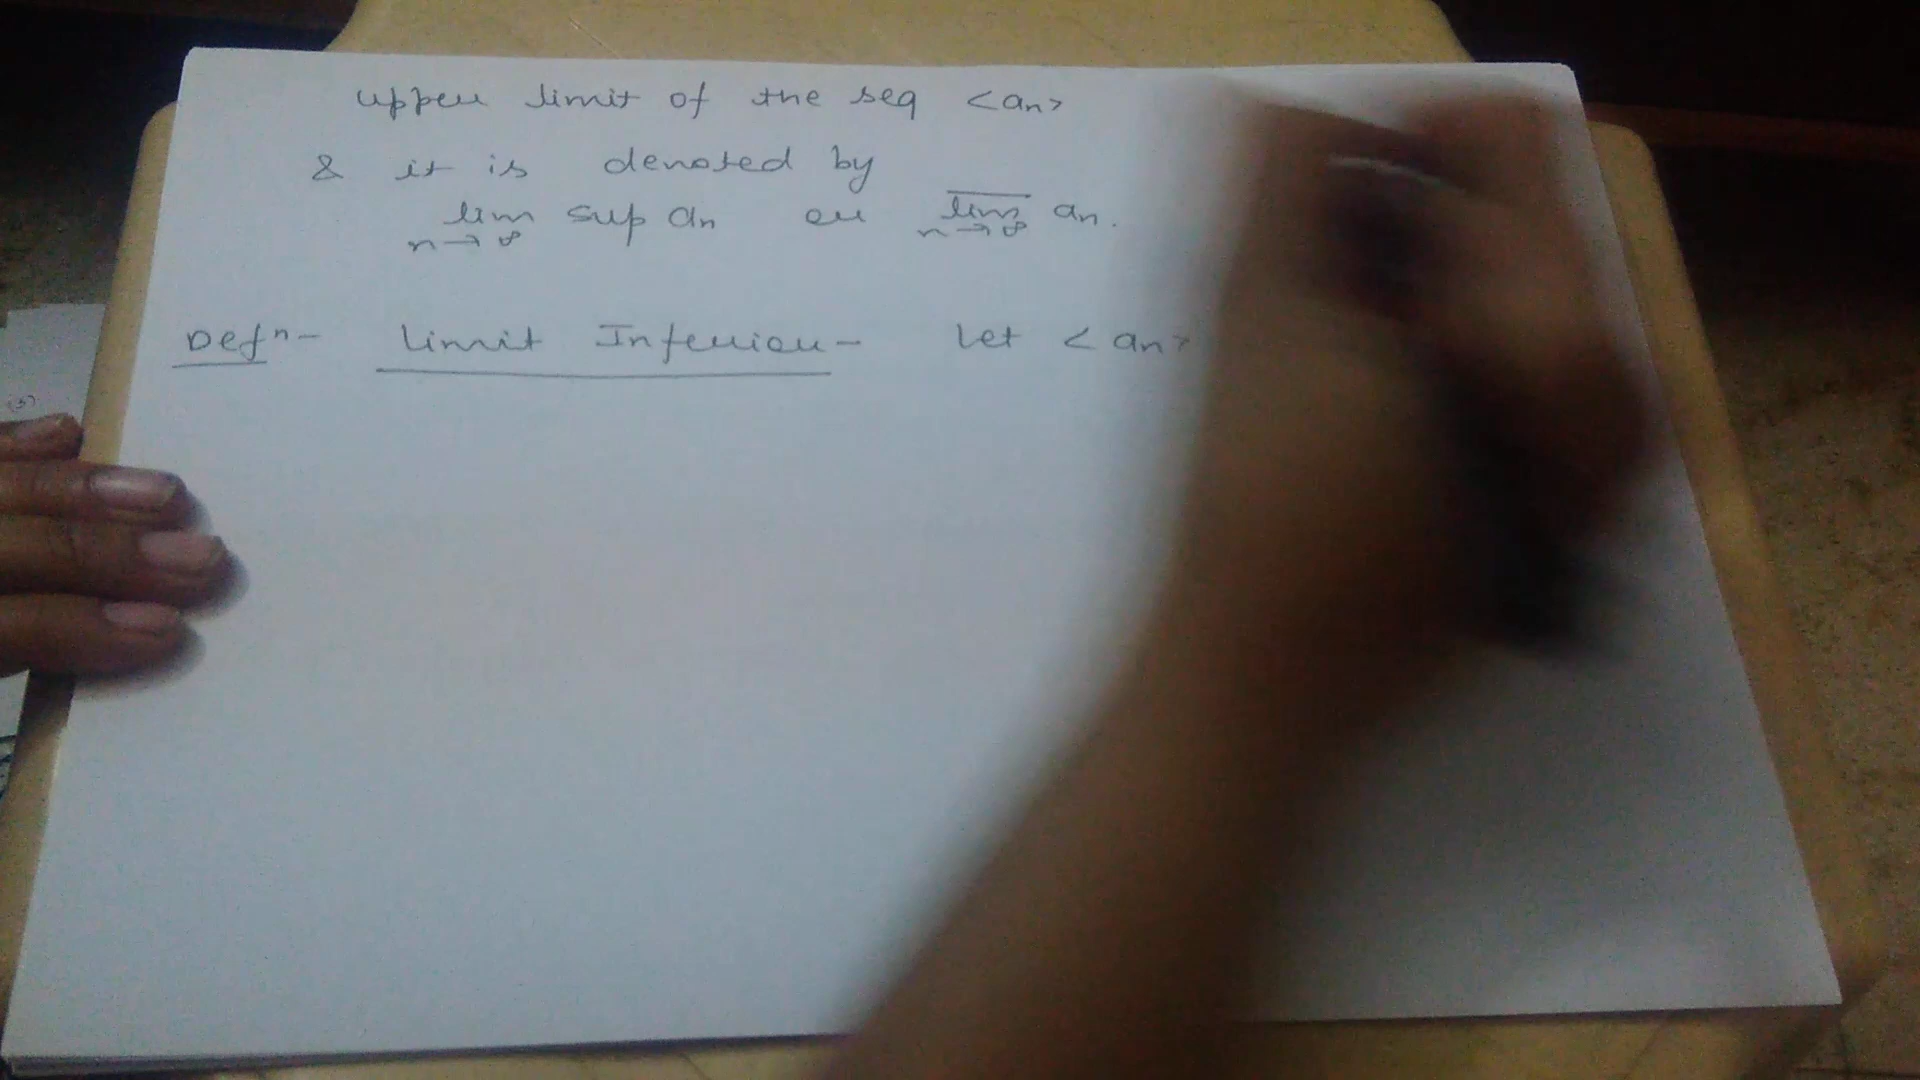 upper limit of the seq <an>
& it is denoted by
lim sup an or lim an.
n→∞ n→∞
Defn- Limit Inferior- Let <an>
(3)